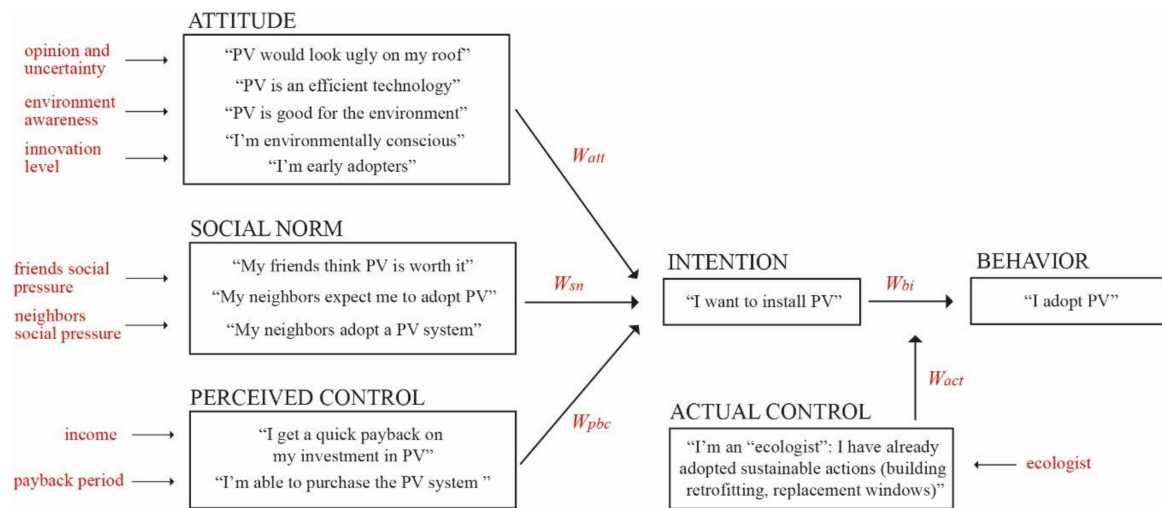 ATTITUDE
opinion and
uncertainty
environment
awareness
innovation
level
“PV would look ugly on my roof”
“PV is an efficient technology”
“PV is good for the environment”
“I’m environmentally conscious”
“I’m early adopters”
W_att
SOCIAL NORM
friends social
pressure
neighbors
social pressure
“My friends think PV is worth it”
“My neighbors expect me to adopt PV”
“My neighbors adopt a PV system”
W_sn
INTENTION
“I want to install PV”
W_bi
BEHAVIOR
“I adopt PV”
PERCEIVED CONTROL
income
payback period
“I get a quick payback on
my investment in PV”
“I’m able to purchase the PV system ”
W_pbc
W_act
ACTUAL CONTROL
“I’m an “ecologist”: I have already
adopted sustainable actions (building
retrofitting, replacement windows)”
ecologist